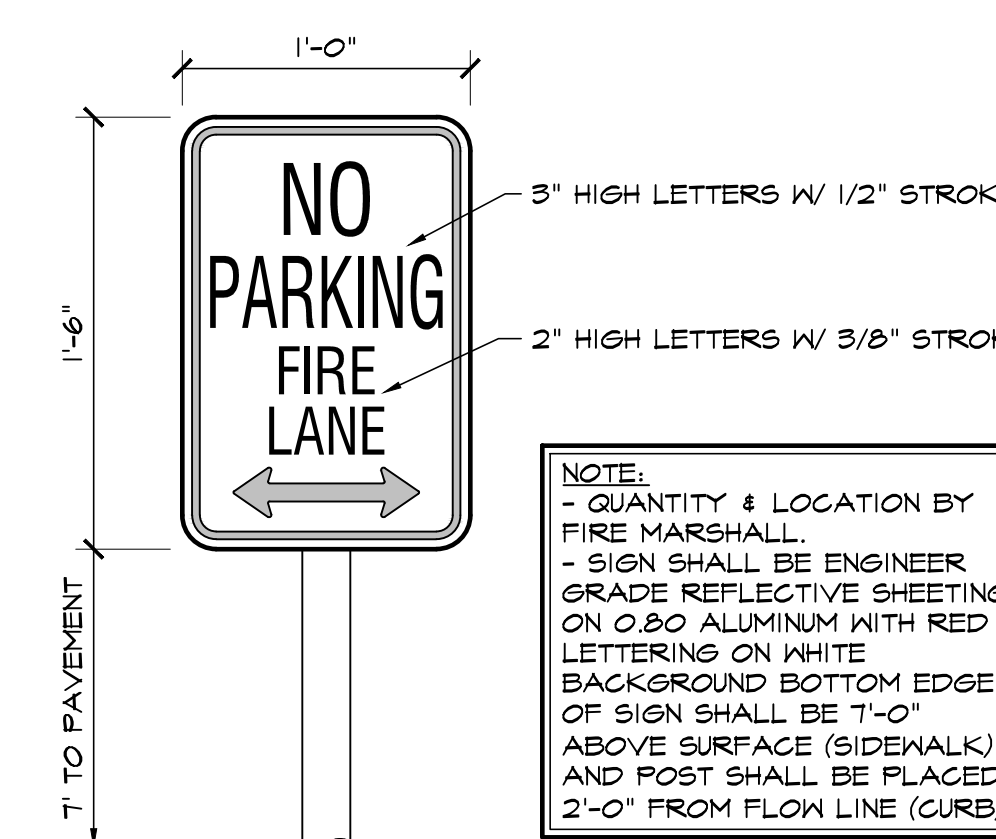 1'-0"
NO
PARKING
FIRE
LANE
3" HIGH LETTERS W/ 1/2" STROK
2" HIGH LETTERS W/ 3/8" STROK
1'-6"
7' TO PAVEMENT
NOTE:
- QUANTITY & LOCATION BY
FIRE MARSHALL.
- SIGN SHALL BE ENGINEER
GRADE REFLECTIVE SHEETING
ON 0.80 ALUMINUM WITH RED
LETTERING ON WHITE
BACKGROUND BOTTOM EDGE
OF SIGN SHALL BE 7'-0"
ABOVE SURFACE (SIDEWALK)
AND POST SHALL BE PLACED
2'-0" FROM FLOW LINE (CURB)